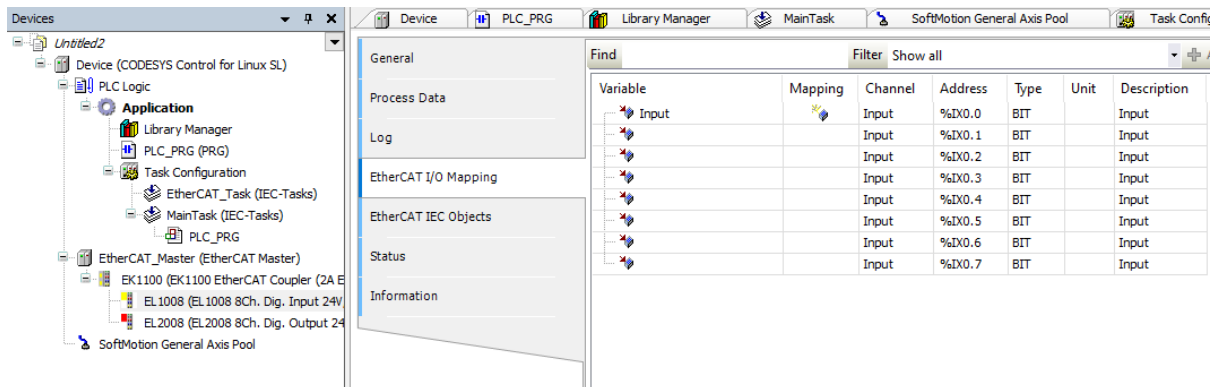 Devices
Untitled2
Device (CODESYS Control for Linux SL)
PLC Logic
Application
Library Manager
PLC_PRG (PRG)
Task Configuration
EtherCAT_Task (IEC-Tasks)
MainTask (IEC-Tasks)
PLC_PRG
EtherCAT_Master (EtherCAT Master)
EK1100 (EK1100 EtherCAT Coupler (2A E
EL1008 (EL1008 8Ch. Dig. Input 24V,
EL2008 (EL2008 8Ch. Dig. Output 24
SoftMotion General Axis Pool
Device PLC_PRG Library Manager MainTask SoftMotion General Axis Pool Task Config
General
Process Data
Log
EtherCAT I/O Mapping
EtherCAT IEC Objects
Status
Information
Find Filter Show all
Variable Mapping Channel Address Type Unit Description
Input Input %IX0.0 BIT Input
Input %IX0.1 BIT Input
Input %IX0.2 BIT Input
Input %IX0.3 BIT Input
Input %IX0.4 BIT Input
Input %IX0.5 BIT Input
Input %IX0.6 BIT Input
Input %IX0.7 BIT Input